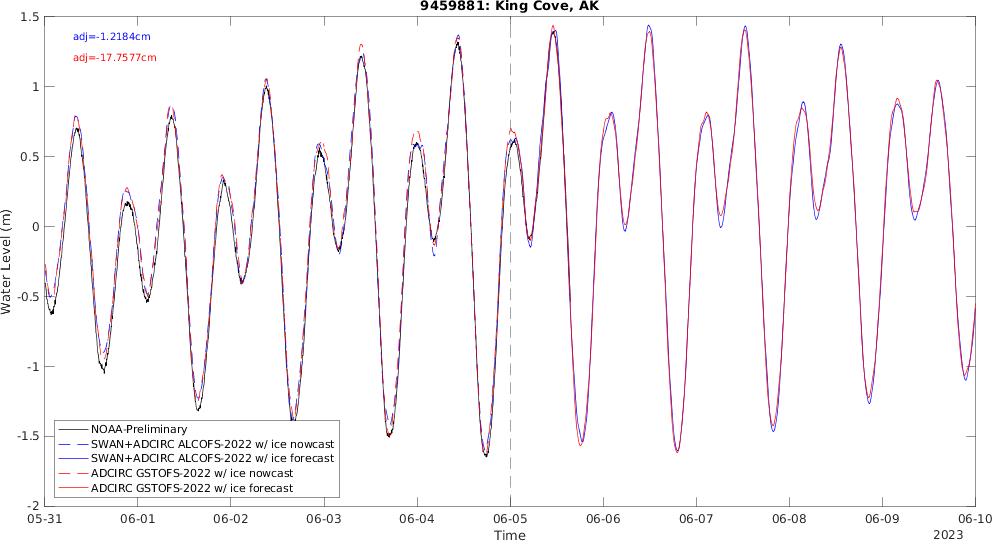 9459881: King Cove, AK
adj=-1.2184cm
adj=-17.7577cm
1.5
1
0.5
0
-0.5
-1
-1.5
-2
Water Level (m)
NOAA-Preliminary
SWAN+ADCIRC ALCOFS-2022 w/ ice nowcast
SWAN+ADCIRC ALCOFS-2022 w/ ice forecast
ADCIRC GSTOFS-2022 w/ ice nowcast
ADCIRC GSTOFS-2022 w/ ice forecast
05-31 06-01 06-02 06-03 06-04 06-05 06-06 06-07 06-08 06-09 06-10
Time
2023